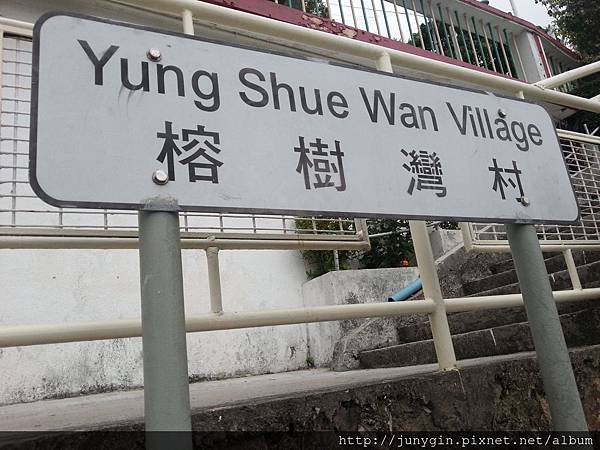 Yung Shue Wan Village
榕樹灣村
http://junygin.pixnet.net/album